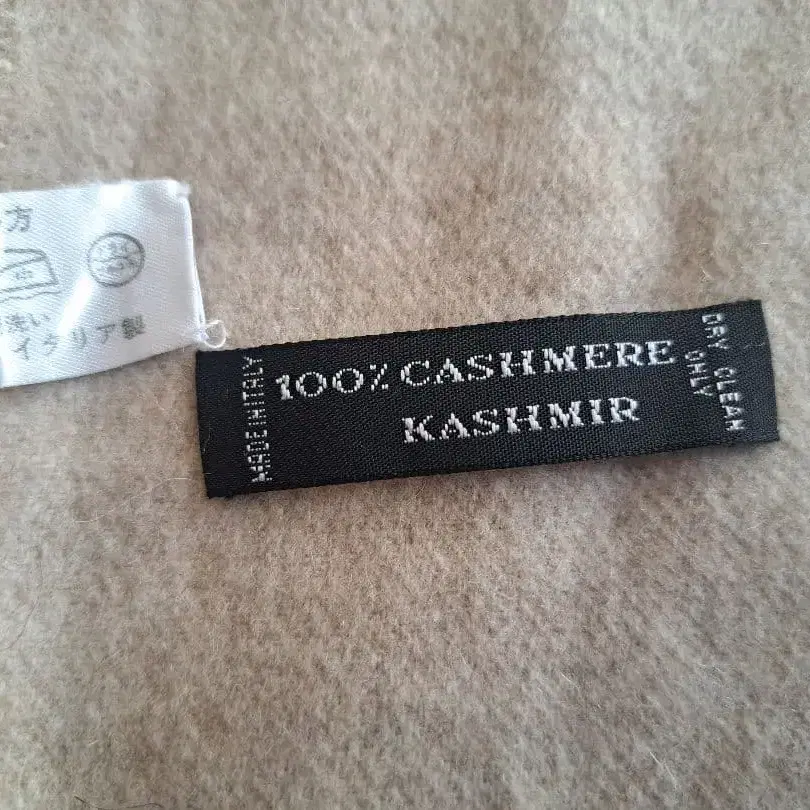 方
洗い
イタリア製
MADE IN ITALY
100% CASHMERE
KASHMIR
DRY CLEAN
ONLY